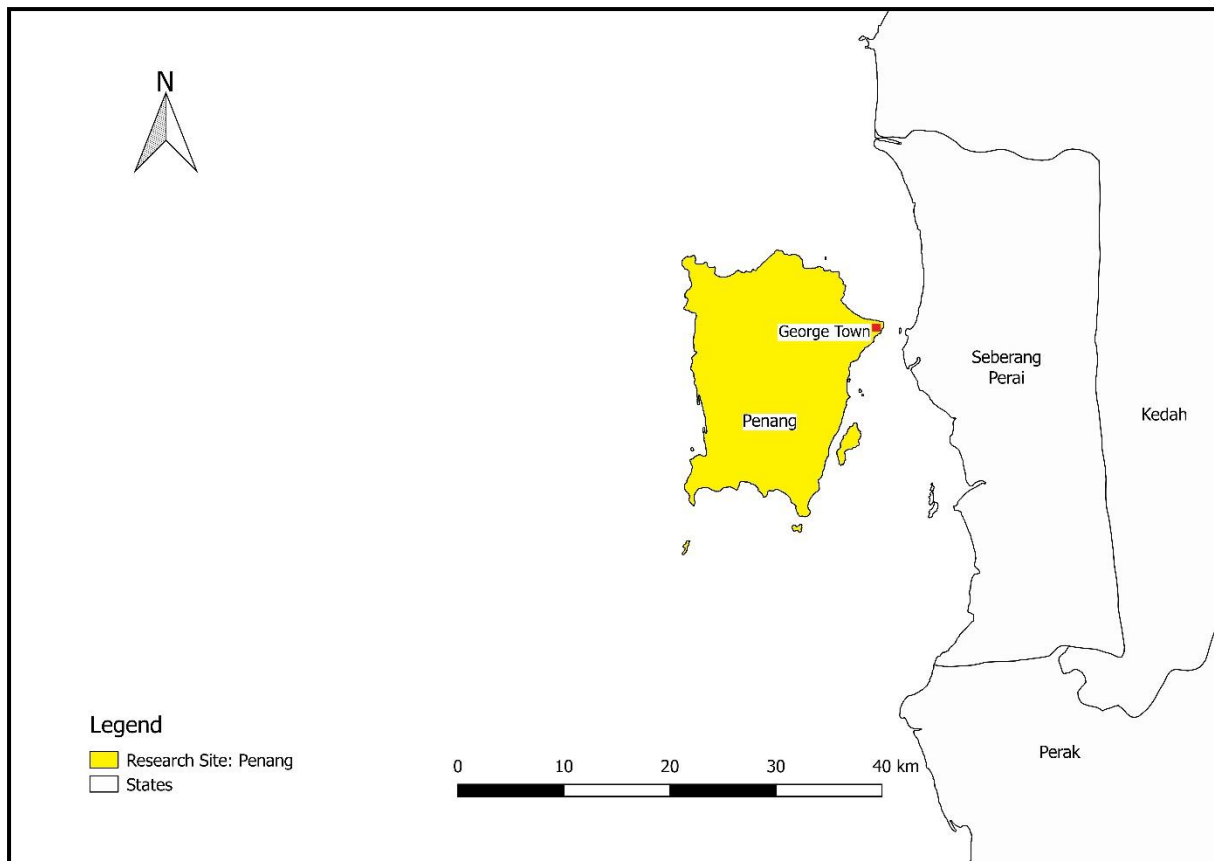 N
George Town
Seberang
Perai
Penang
Kedah
Legend
Research Site: Penang
States
0 10 20 30 40 km
Perak